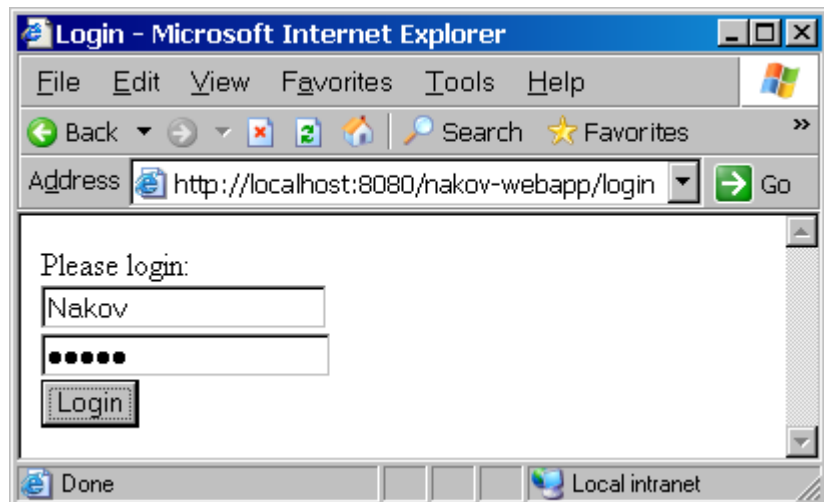 Login - Microsoft Internet Explorer
File Edit View Favorites Tools Help
Back Search Favorites »
Address http://localhost:8080/nakov-webapp/login Go
Please login:
Nakov
●●●●●
Login
Done Local intranet